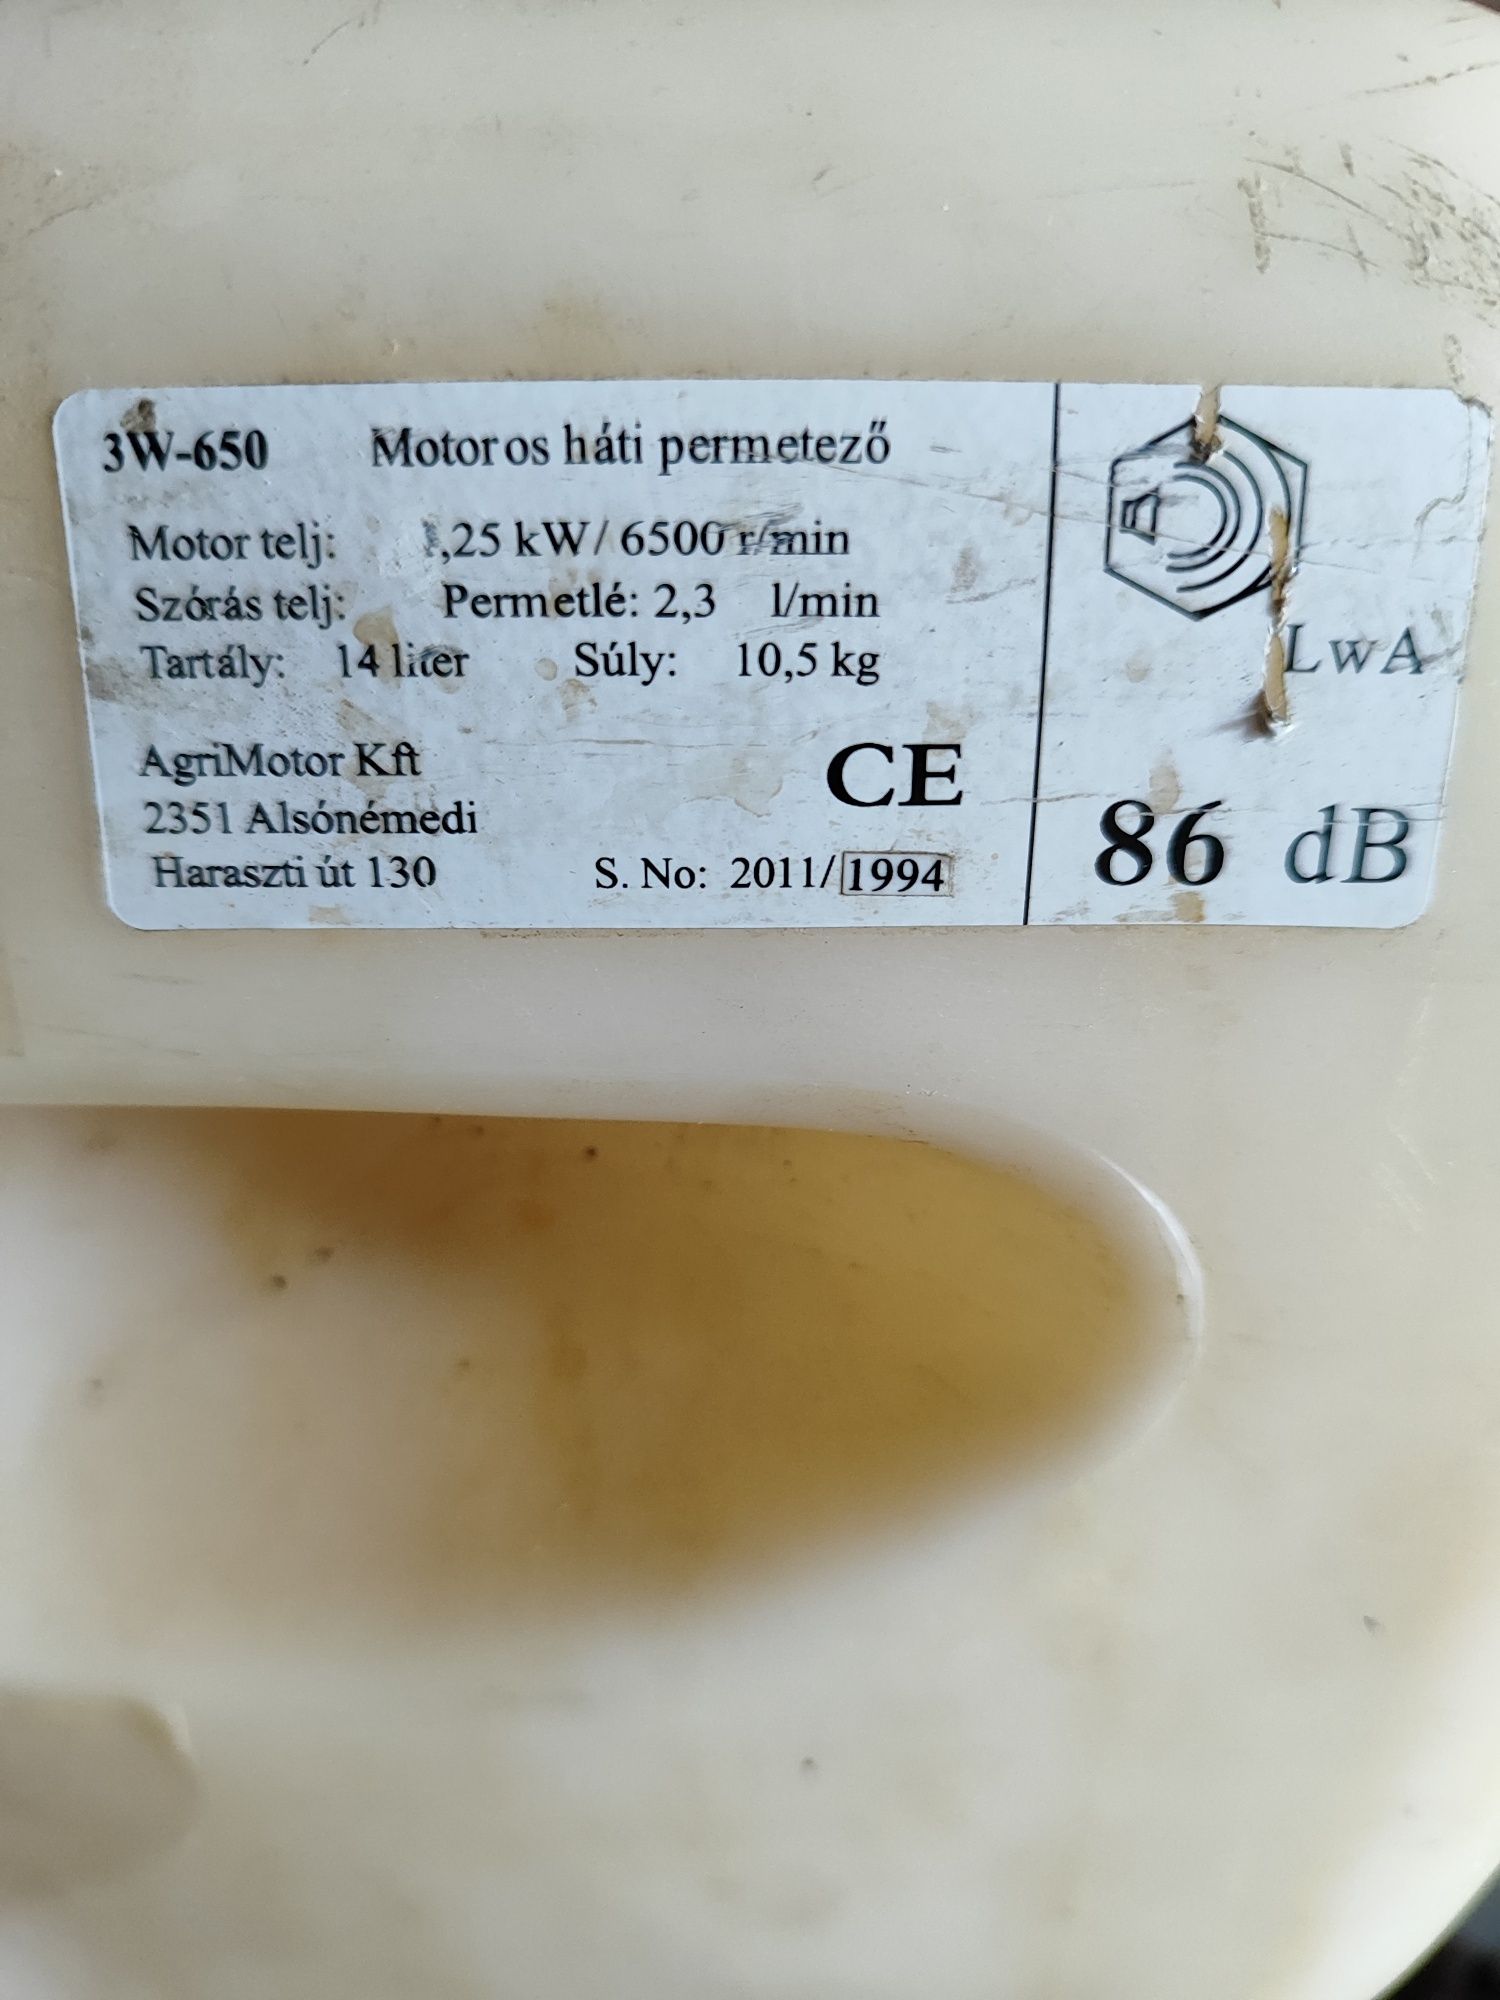 3W-650 Motoros háti permetező
Motor telj: ,25 kW/ 6500 r/min
Szórás telj: Permetlé: 2,3 l/min
Tartály: 14 liter Súly: 10,5 kg
AgriMotor Kft
2351 Alsónémedi
Haraszti út 130
CE
S. No: 2011/1994
LwA
86 dB